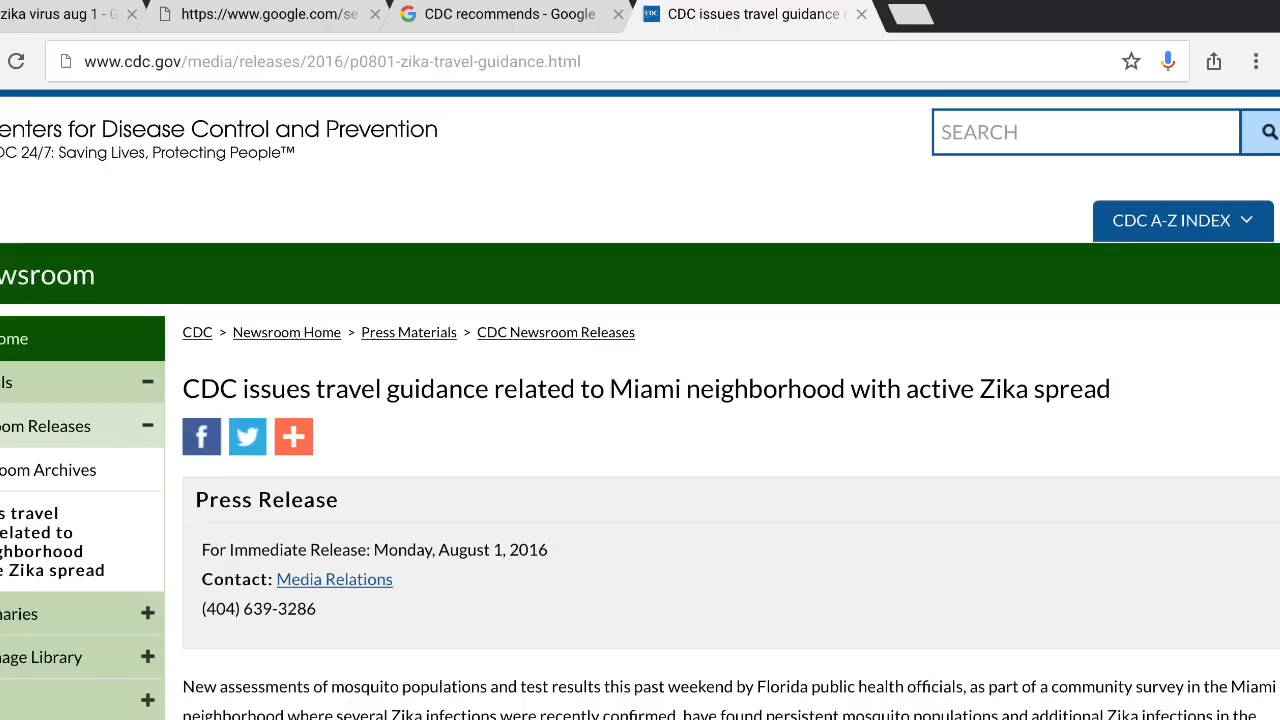 zika virus aug 1 - G
https://www.google.com/se
CDC recommends - Google
CDC issues travel guidance r
www.cdc.gov/media/releases/2016/p0801-zika-travel-guidance.html
enters for Disease Control and Prevention
DC 24/7: Saving Lives, Protecting People™
SEARCH
CDC A-Z INDEX
wsroom
ome
CDC > Newsroom Home > Press Materials > CDC Newsroom Releases
ls
CDC issues travel guidance related to Miami neighborhood with active Zika spread
om Releases
oom Archives
s travel
elated to
ghborhood
e Zika spread
Press Release
For Immediate Release: Monday, August 1, 2016
Contact: Media Relations
(404) 639-3286
naries
age Library
New assessments of mosquito populations and test results this past weekend by Florida public health officials, as part of a community survey in the Miami
neighborhood where several Zika infections were recently confirmed, have found persistent mosquito populations and additional Zika infections in the